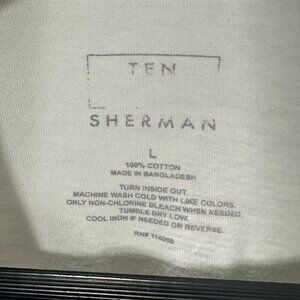 TEN
SHERMAN
L
100% COTTON
MADE IN BANGLADESH
TURN INSIDE OUT.
MACHINE WASH COLD WITH LIKE COLORS.
ONLY NON-CHLORINE BLEACH WHEN NEEDED.
TUMBLE DRY LOW.
COOL IRON IF NEEDED ON REVERSE.
RN# 114098